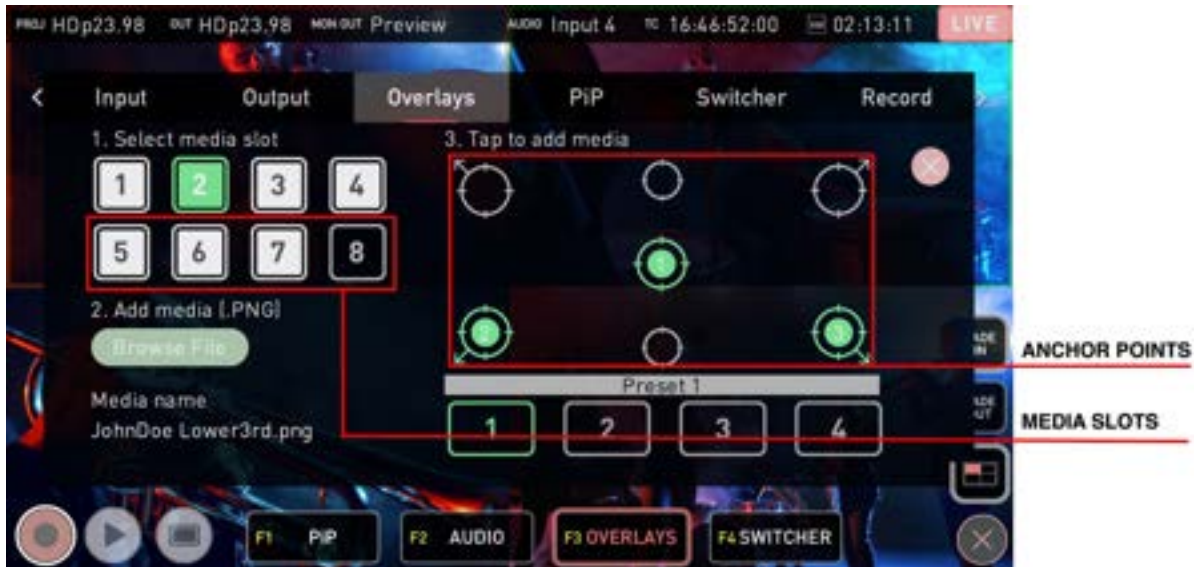 PROJ HDp23.98 OUT HDp23.98 MON OUT Preview AUDIO Input 4 TC 16:46:52:00 02:13:11 LIVE
Input Output Overlays PiP Switcher Record
1. Select media slot
3. Tap to add media
1 2 3 4
5 6 7 8
1
2 3
2. Add media (.PNG)
Browse File
Media name
JohnDoe Lower3rd.png
Preset 1
1 2 3 4
ANCHOR POINTS
MEDIA SLOTS
F1 PIP F2 AUDIO F3 OVERLAYS F4 SWITCHER